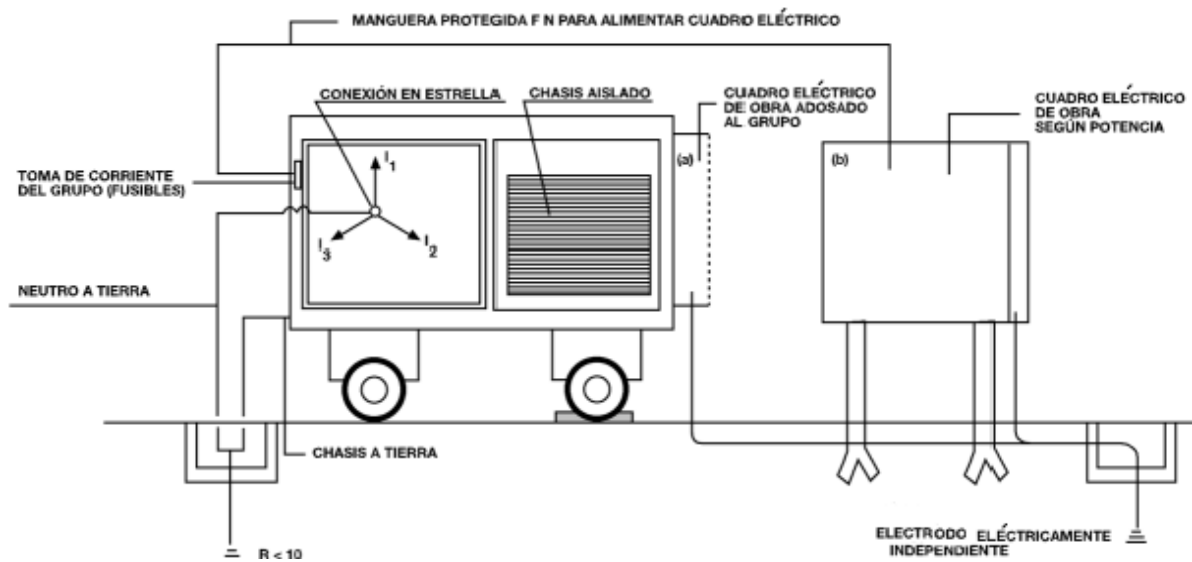 MANGUERA PROTEGIDA F N PARA ALIMENTAR CUADRO ELÉCTRICO
CONEXIÓN EN ESTRELLA
CHASIS AISLADO
CUADRO ELÉCTRICO
DE OBRA ADOSADO
AL GRUPO
CUADRO ELÉCTRICO
DE OBRA
SEGÚN POTENCIA
(a)
(b)
TOMA DE CORRIENTE
DEL GRUPO (FUSIBLES)
I1
I3
I2
NEUTRO A TIERRA
CHASIS A TIERRA
R < 10
ELECTRODO ELÉCTRICAMENTE
INDEPENDIENTE